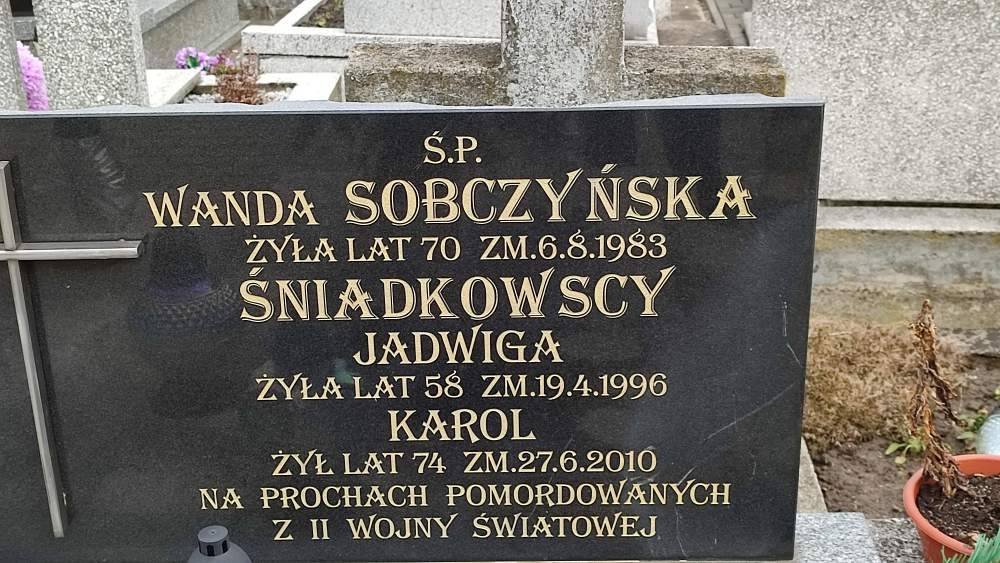 Ś.P.
WANDA SOBCZYŃSKA
ŻYŁA LAT 70 ZM.6.8.1983
ŚNIADKOWSCY
JADWIGA
ŻYŁA LAT 58 ZM.19.4.1996
KAROL
ŻYŁ LAT 74 ZM.27.6.2010
NA PROCHACH POMORDOWANYCH
Z II WOJNY ŚWIATOWEJ